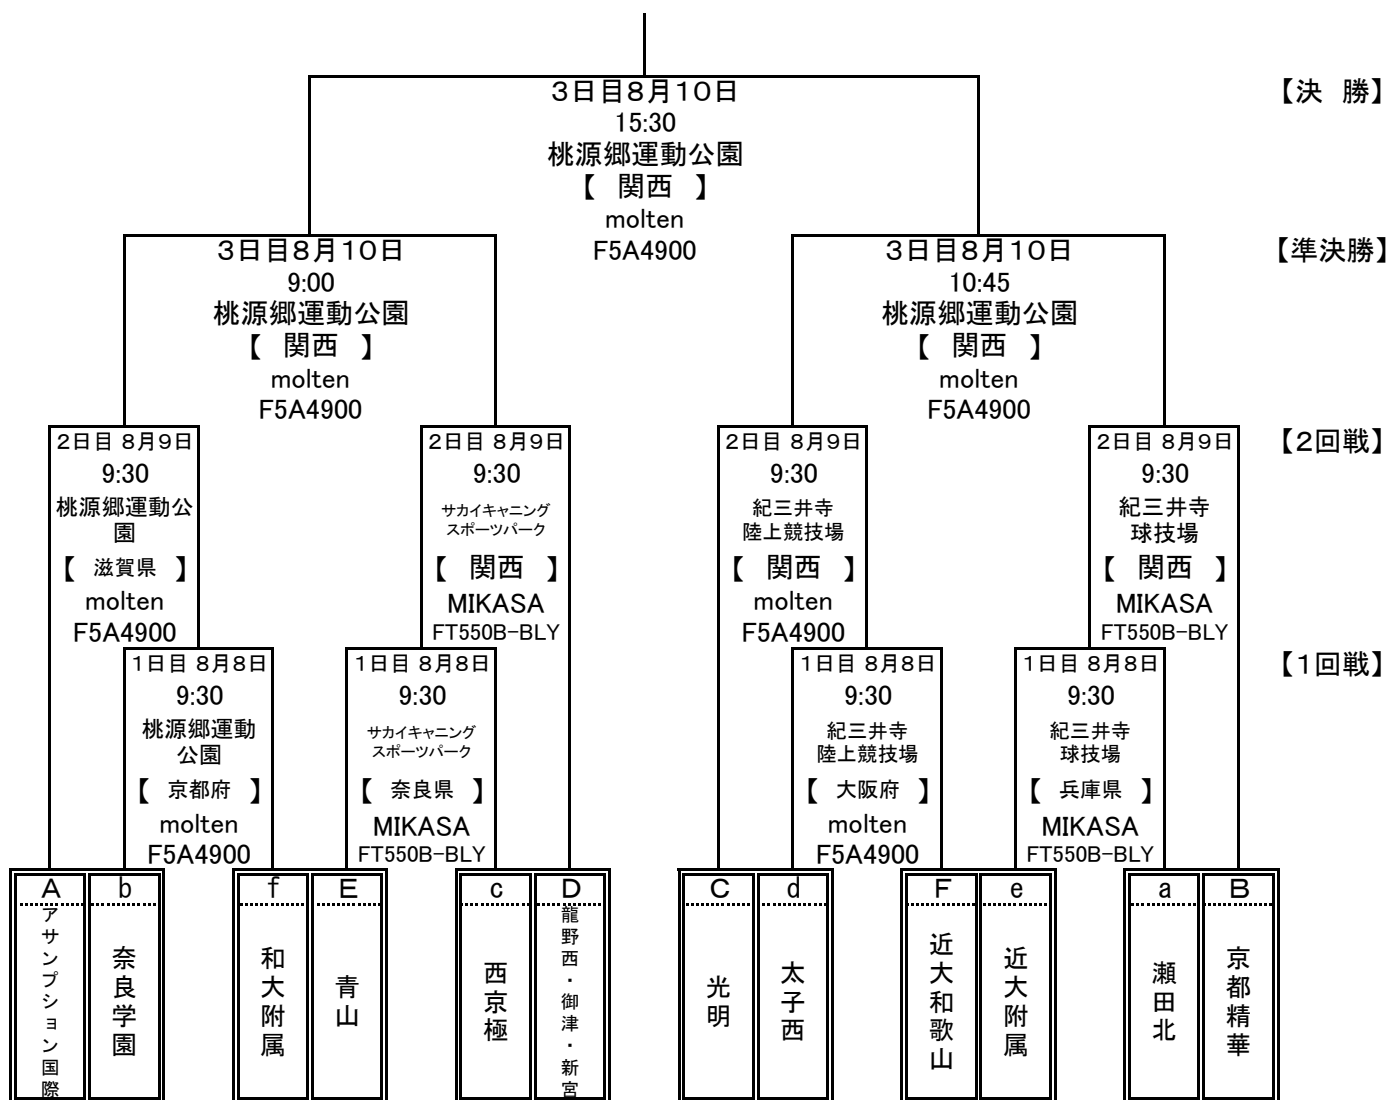 3日目8月10日
15:30
桃源郷運動公園
【 関西 】
molten
F5A4900
【決 勝】
3日目8月10日
9:00
桃源郷運動公園
【 関西 】
molten
F5A4900
3日目8月10日
10:45
桃源郷運動公園
【 関西 】
molten
F5A4900
【準決勝】
2日目 8月9日
9:30
桃源郷運動公
園
【 滋賀県 】
molten
F5A4900
2日目 8月9日
9:30
サカイキャニング
スポーツパーク
【 関西 】
MIKASA
FT550B-BLY
2日目 8月9日
9:30
紀三井寺
陸上競技場
【 関西 】
molten
F5A4900
2日目 8月9日
9:30
紀三井寺
球技場
【 関西 】
MIKASA
FT550B-BLY
【2回戦】
1日目 8月8日
9:30
桃源郷運動
公園
【 京都府 】
molten
F5A4900
1日目 8月8日
9:30
サカイキャニング
スポーツパーク
【 奈良県 】
MIKASA
FT550B-BLY
1日目 8月8日
9:30
紀三井寺
陸上競技場
【 大阪府 】
molten
F5A4900
1日目 8月8日
9:30
紀三井寺
球技場
【 兵庫県 】
MIKASA
FT550B-BLY
【1回戦】
A
アサンプション国際
b
奈良学園
f
和大附属
E
青山
c
西京極
D
龍野西・御津・新宮
C
光明
d
太子西
F
近大和歌山
e
近大附属
a
瀬田北
B
京都精華